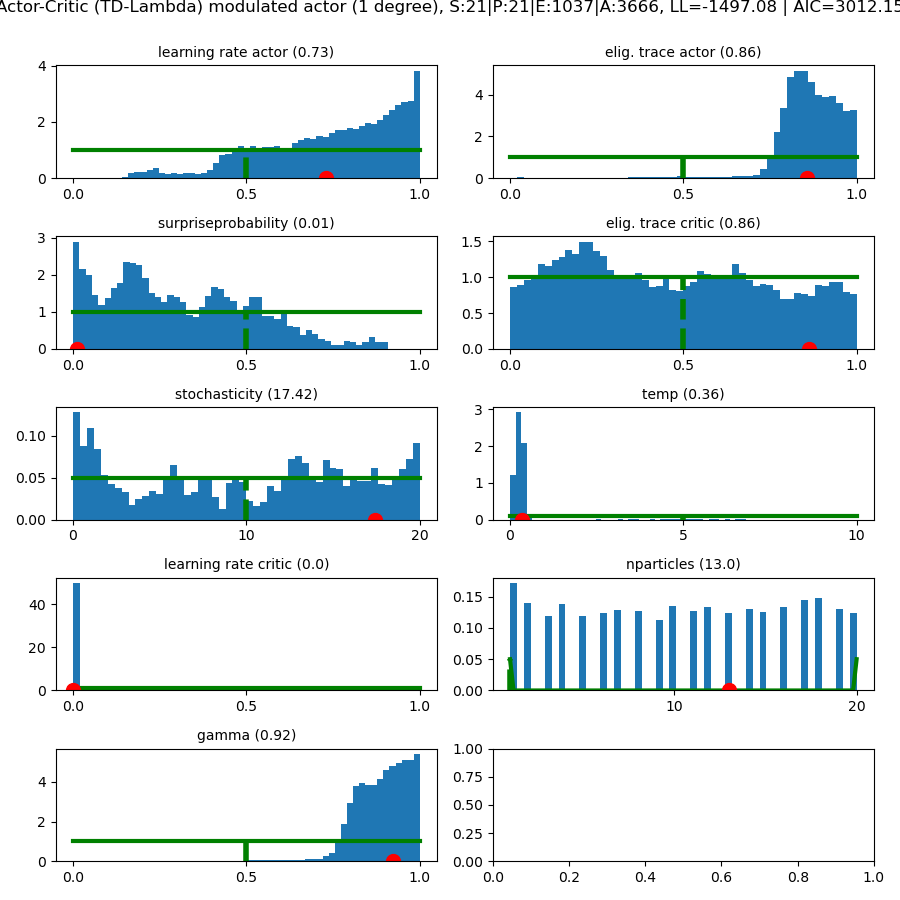 Actor-Critic (TD-Lambda) modulated actor (1 degree), S:21|P:21|E:1037|A:3666, LL=-1497.08 | AIC=3012.15
learning rate actor (0.73)
elig. trace actor (0.86)
4
2
0
0.0 0.5 1.0
4
2
0
0.0 0.5 1.0
surpriseprobability (0.01)
elig. trace critic (0.86)
3
2
1
0
0.0 0.5 1.0
1.5
1.0
0.5
0.0
0.0 0.5 1.0
stochasticity (17.42)
temp (0.36)
0.10
0.05
0.00
0 10 20
3
2
1
0
0 5 10
learning rate critic (0.0)
nparticles (13.0)
40
20
0
0.0 0.5 1.0
0.15
0.10
0.05
0.00
10 20
gamma (0.92)
4
2
0
0.0 0.5 1.0
1.00
0.75
0.50
0.25
0.00
0.0 0.2 0.4 0.6 0.8 1.0